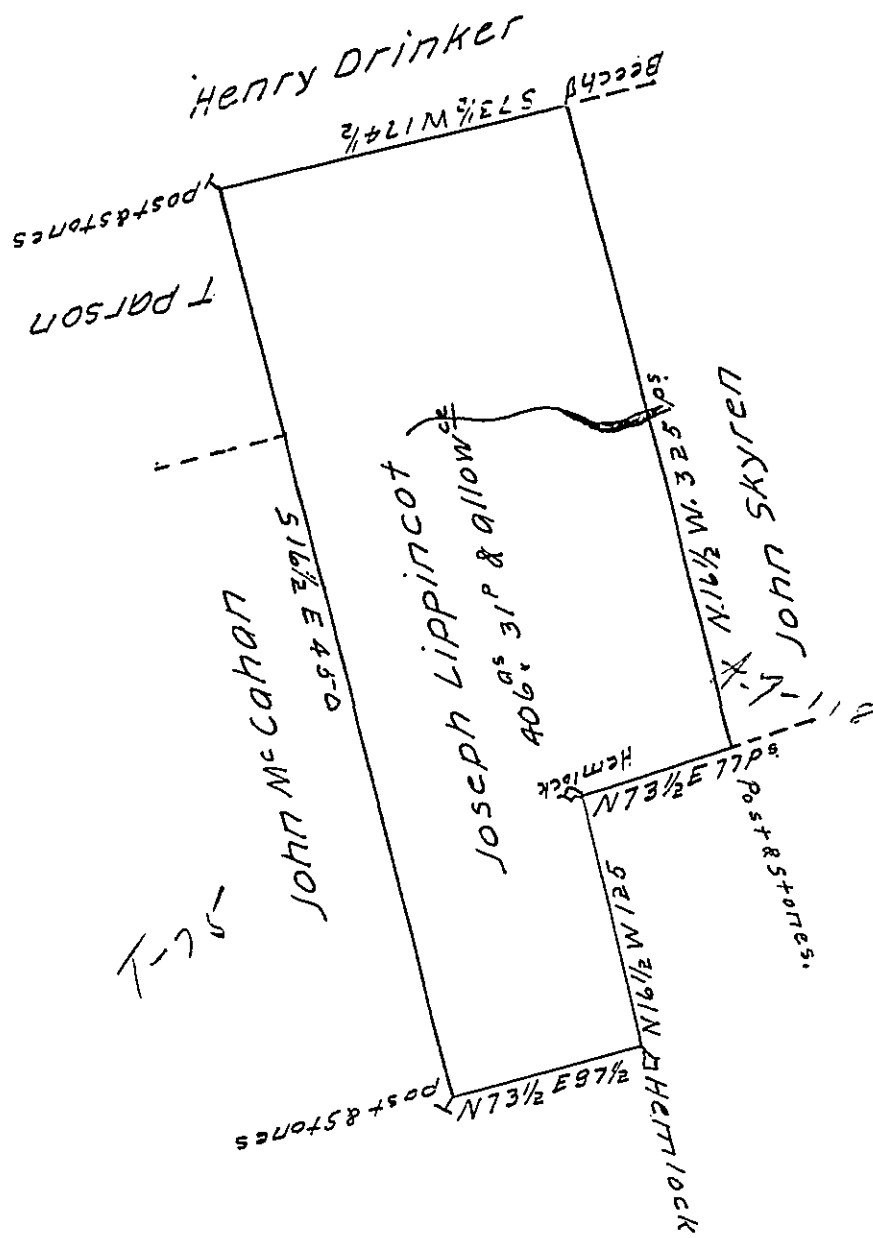 Henry Drinker
S 73½ W 174½
Beech
post & stones
T Parson
John McCahan
S 16½ E 450
Joseph Lippincot
406 as. 31 P & allow ce
N. 16½ W. 325 ps.
John Skyren
Hemlock
N 73½ E 77 ps
post & stones.
N 16½ W 125
T-75
N 73½ E 97½
post & stones
Hemlock